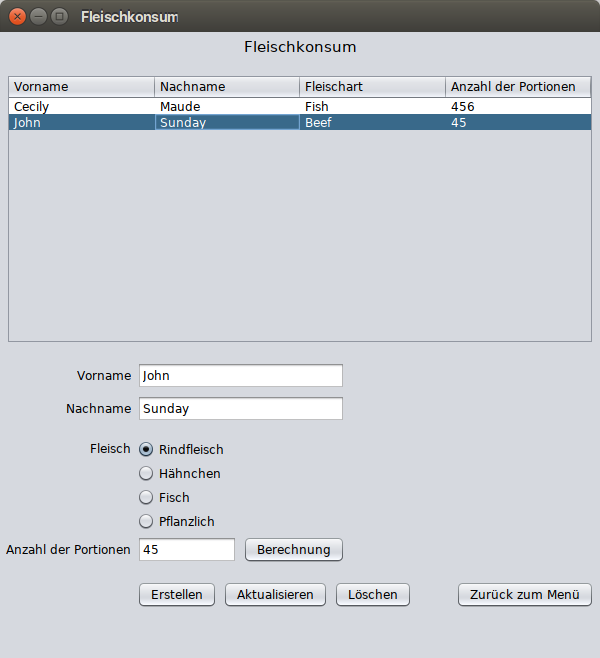 Fleischkonsum
Fleischkonsum
Vorname Nachname Fleischart Anzahl der Portionen
Cecily Maude Fish 456
John Sunday Beef 45
Vorname John
Nachname Sunday
Fleisch Rindfleisch
Hähnchen
Fisch
Pflanzlich
Anzahl der Portionen 45 Berechnung
Erstellen Aktualisieren Löschen Zurück zum Menü